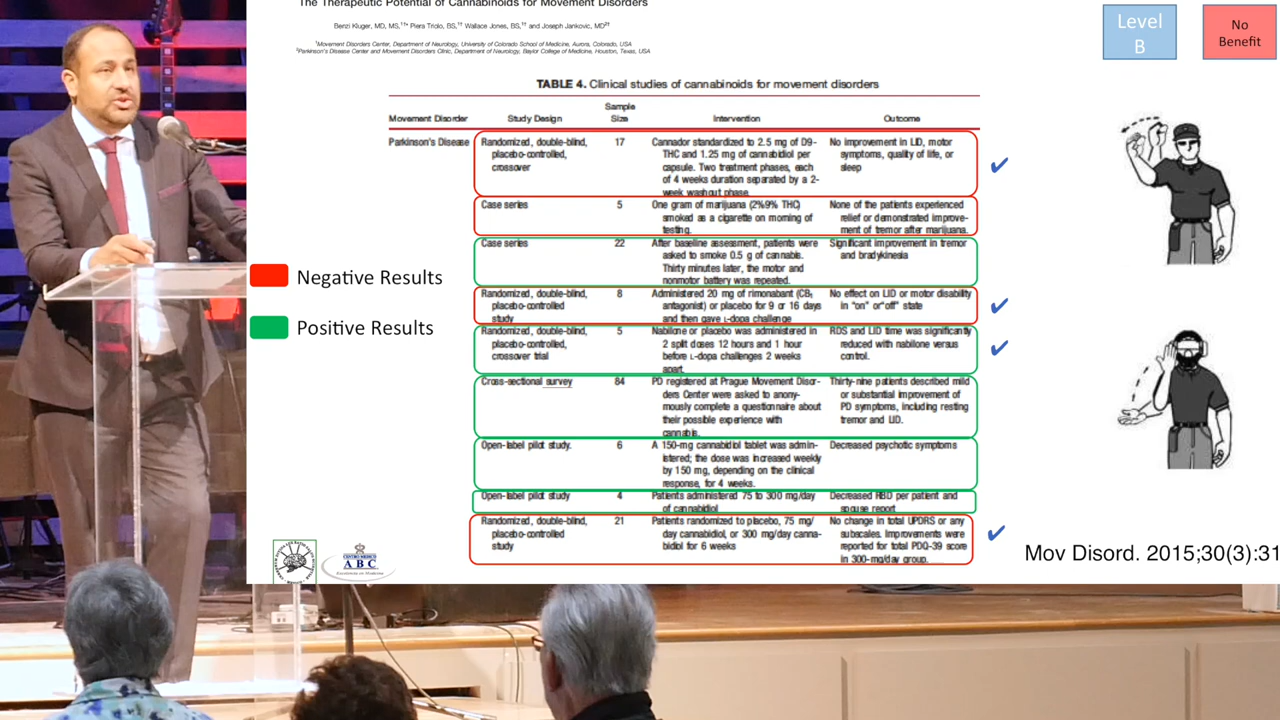 The Therapeutic Potential of Cannabinoids for Movement Disorders
Benzi Kluger, MD, MS,¹†* Piera Triolo, BS,†† Wallace Jones, BS,†† and Joseph Jankovic, MD²†
¹Movement Disorders Center, Department of Neurology, University of Colorado School of Medicine, Aurora, Colorado, USA
²Parkinson's Disease Center and Movement Disorders Clinic, Department of Neurology, Baylor College of Medicine, Houston, Texas, USA
Level
B
No
Benefit
TABLE 4. Clinical studies of cannabinoids for movement disorders
Movement Disorder Study Design Sample Size Intervention Outcome
Parkinson's Disease
Randomized, double-blind,
placebo-controlled,
crossover
17
Cannador standardized to 2.5 mg of D9-
THC and 1.25 mg of cannabidiol per
capsule. Two treatment phases, each
of 4 weeks duration separated by a 2-
week washout phase.
No improvement in LID, motor
symptoms, quality of life, or
sleep
Case series
5
One gram of marijuana (2%9% THC)
smoked as a cigarette on morning of
testing.
None of the patients experienced
relief or demonstrated improve-
ment of tremor after marijuana.
Case series
22
After baseline assessment, patients were
asked to smoke 0.5 g of cannabis.
Thirty minutes later, the motor and
nonmotor battery was repeated.
Significant improvement in tremor
and bradykinesia
Randomized, double-blind,
placebo-controlled
study
8
Administered 20 mg of rimonabant (CB₁
antagonist) or placebo for 9 or 16 days
and then gave L-dopa challenge
No effect on LID or motor disability
in "on" or "off" state
Randomized, double-blind,
placebo-controlled,
crossover trial
5
Nabilone or placebo was administered in
2 split doses 12 hours and 1 hour
before L-dopa challenges 2 weeks
apart.
RDS and LID time was significantly
reduced with nabilone versus
control.
Cross-sectional survey
84
PD registered at Prague Movement Disor-
ders Center were asked to anony-
mously complete a questionnaire about
their possible experience with
cannabis.
Thirty-nine patients described mild
or substantial improvement of
PD symptoms, including resting
tremor and LID.
Open-label pilot study.
6
A 150-mg cannabidiol tablet was admin-
istered; the dose was increased weekly
by 150 mg, depending on the clinical
response, for 4 weeks.
Decreased psychotic symptoms
Open-label pilot study
4
Patients administered 75 to 300 mg/day
of cannabidiol
Decreased RBD per patient and
spouse report
Randomized, double-blind,
placebo-controlled
study
21
Patients randomized to placebo, 75 mg/
day cannabidiol, or 300 mg/day canna-
bidiol for 6 weeks
No change in total UPDRS or any
subscales. Improvements were
reported for total PDQ-39 score
in 300-mg/day group.
Negative Results
Positive Results
CENTRO MEDICO
ABC
Mov Disord. 2015;30(3):31